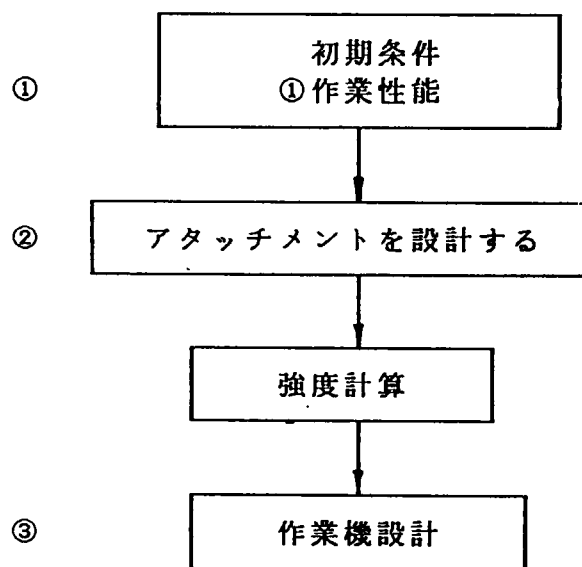 初期条件
① ①作業性能
② アタッチメントを設計する
強度計算
③ 作業機設計